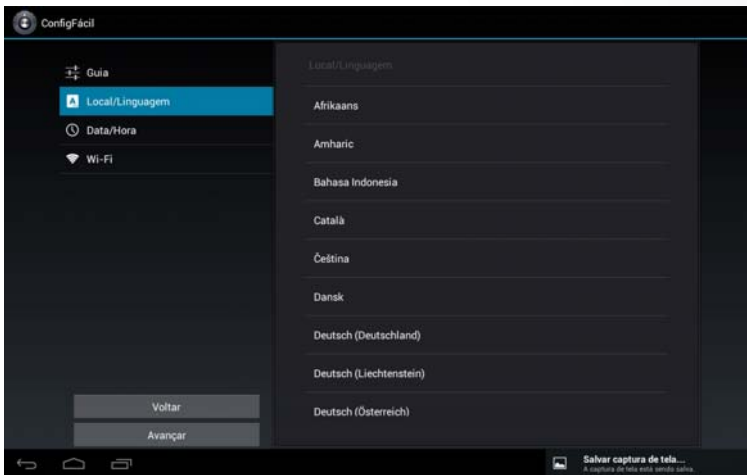 ConfigFácil
Guia
Local/Linguagem
Data/Hora
Wi-Fi
Voltar
Avançar
Local/Linguagem
Afrikaans
Amharic
Bahasa Indonesia
Català
Čeština
Dansk
Deutsch (Deutschland)
Deutsch (Liechtenstein)
Deutsch (Österreich)
Salvar captura de tela...
A captura de tela está sendo salva.